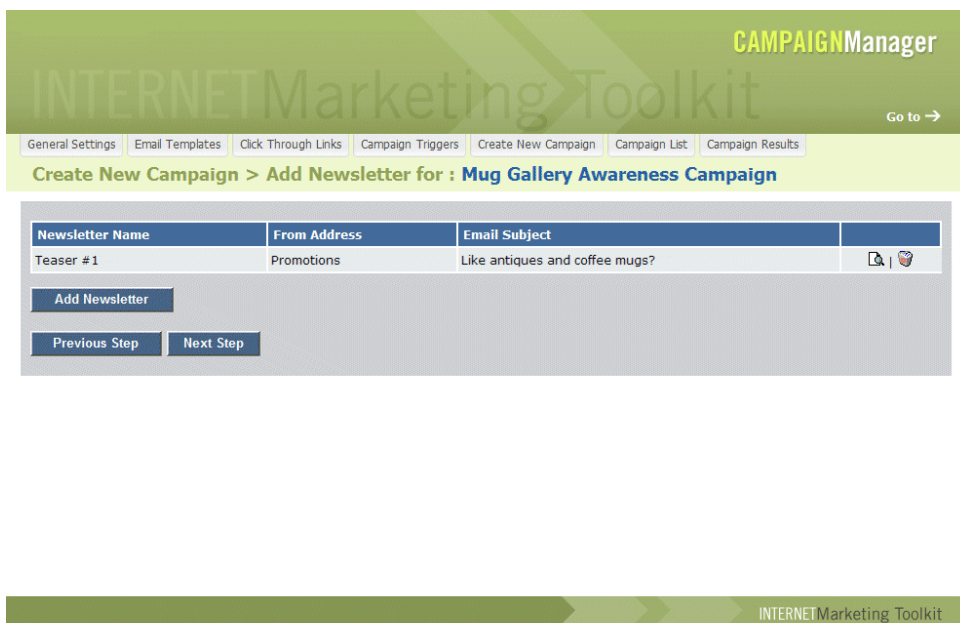 CAMPAIGNManager
INTERNETMarketing Toolkit
Go to →
General Settings Email Templates Click Through Links Campaign Triggers Create New Campaign Campaign List Campaign Results
Create New Campaign > Add Newsletter for : Mug Gallery Awareness Campaign
Newsletter Name From Address Email Subject
Teaser #1 Promotions Like antiques and coffee mugs? |
Add Newsletter
Previous Step Next Step
INTERNETMarketing Toolkit